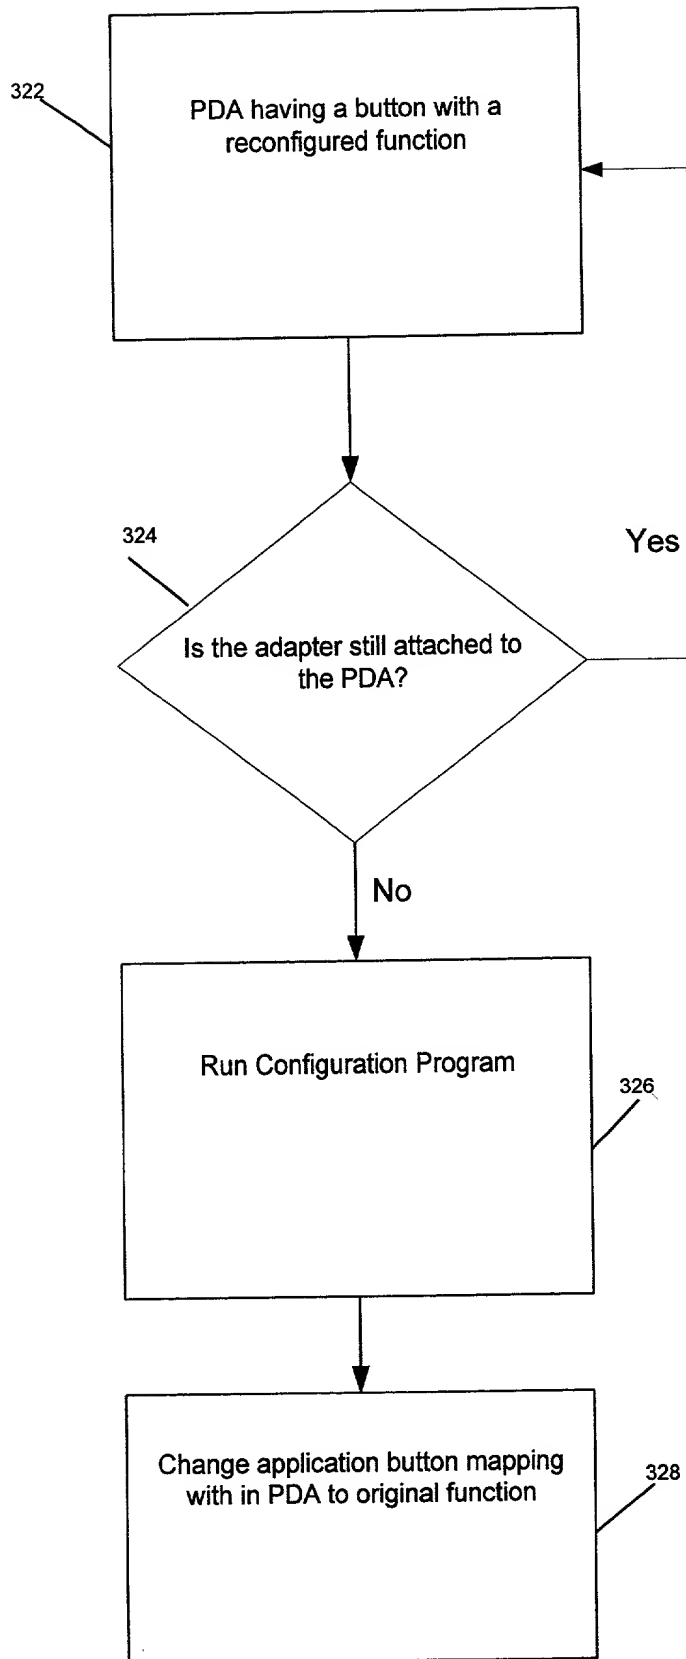 322
PDA having a button with a
reconfigured function
324
Yes
Is the adapter still attached to
the PDA?
No
Run Configuration Program
326
Change application button mapping
with in PDA to original function
328